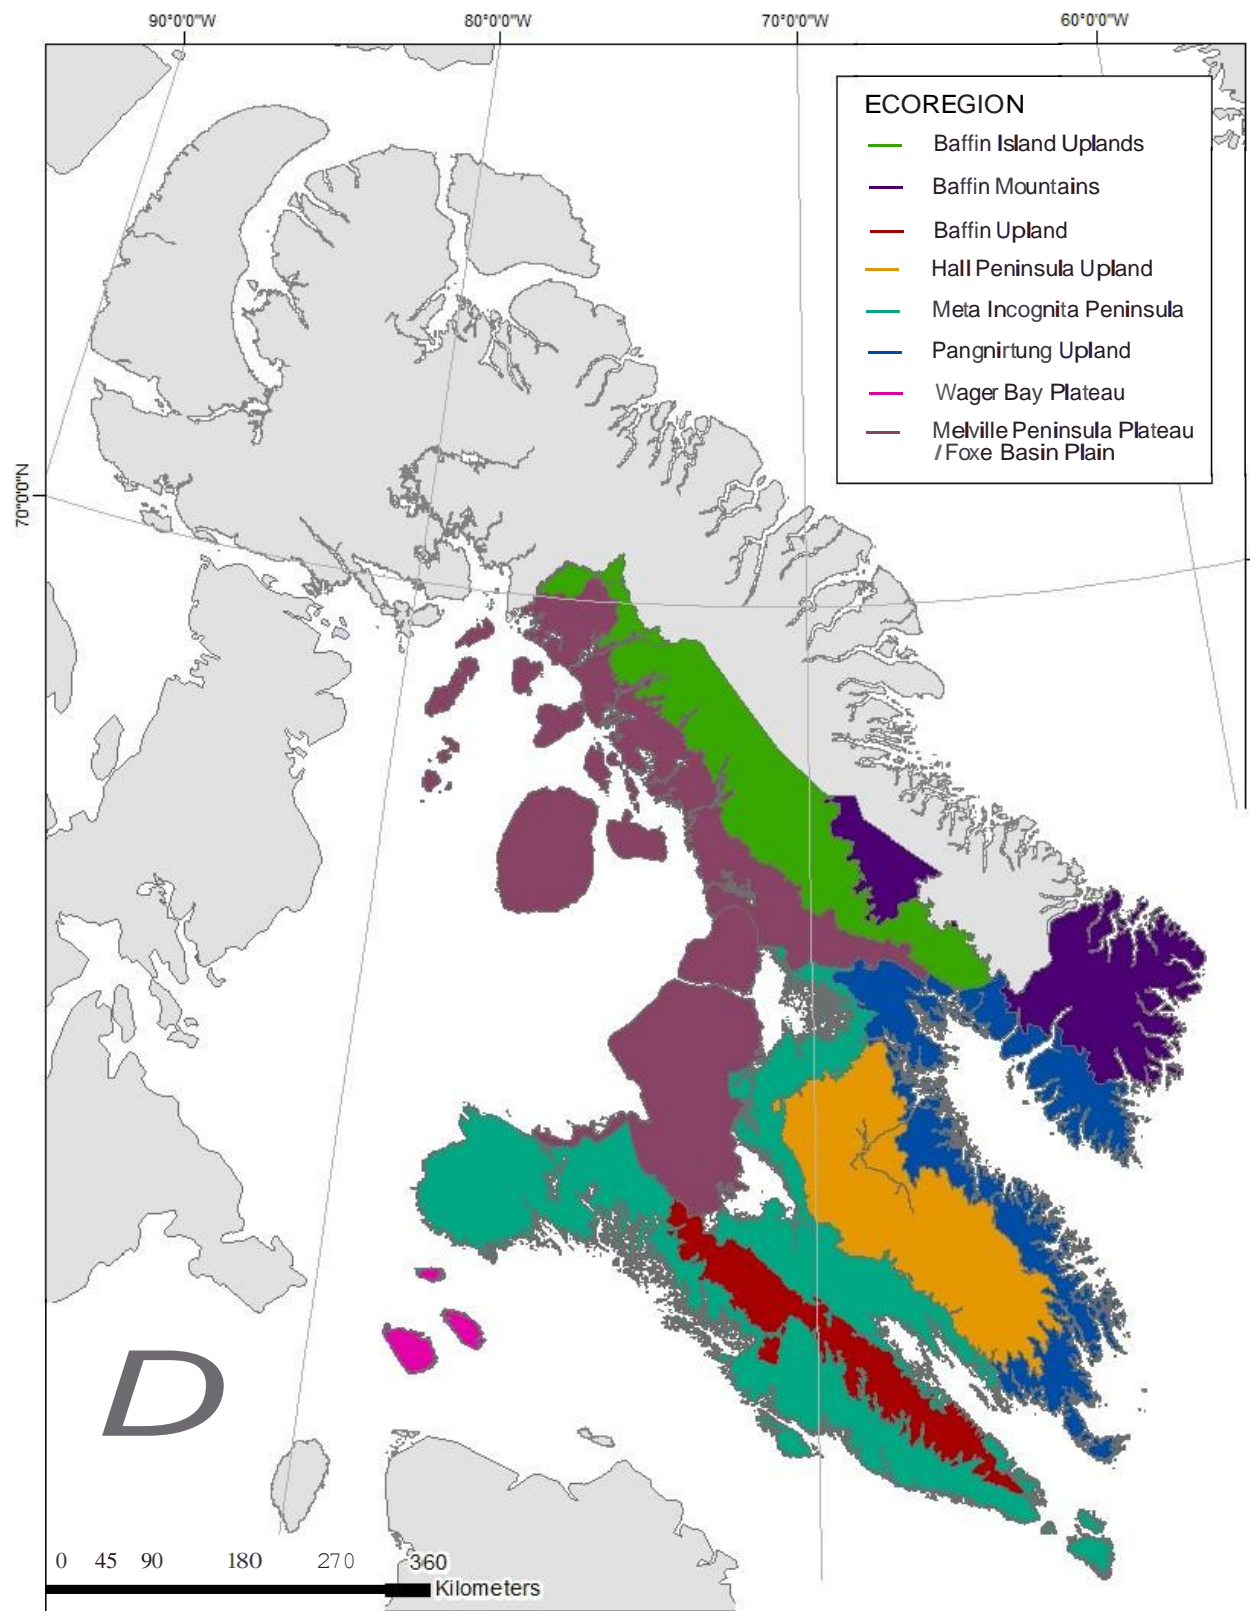 90°0'0"W 80°0'0"W 70°0'0"W 60°0'0"W
ECOREGION
Baffin Island Uplands
Baffin Mountains
Baffin Upland
Hall Peninsula Upland
Meta Incognita Peninsula
Pangnirtung Upland
Wager Bay Plateau
Melville Peninsula Plateau
/Foxe Basin Plain
70°0'0"N
D
0 45 90 180 270 360
Kilometers